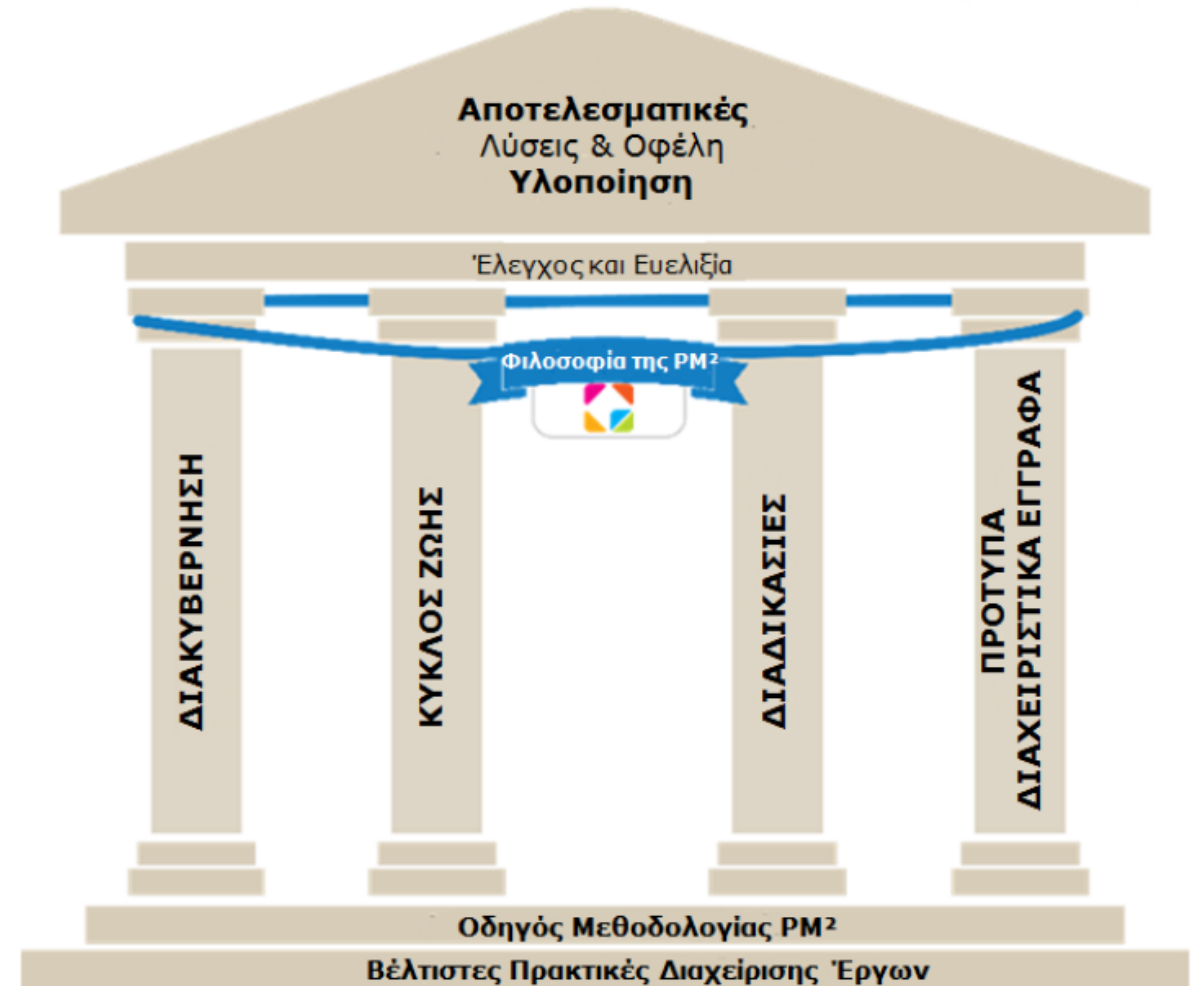 Αποτελεσματικές
Λύσεις & Οφέλη
Υλοποίηση
Έλεγχος και Ευελιξία
Φιλοσοφία της PM²
ΔΙΑΚΥΒΕΡΝΗΣΗ
ΚΥΚΛΟΣ ΖΩΗΣ
ΔΙΑΔΙΚΑΣΙΕΣ
ΠΡΟΤΥΠΑ
ΔΙΑΧΕΙΡΙΣΤΙΚΑ ΕΓΓΡΑΦΑ
Οδηγός Μεθοδολογίας PM²
Βέλτιστες Πρακτικές Διαχείρισης Έργων